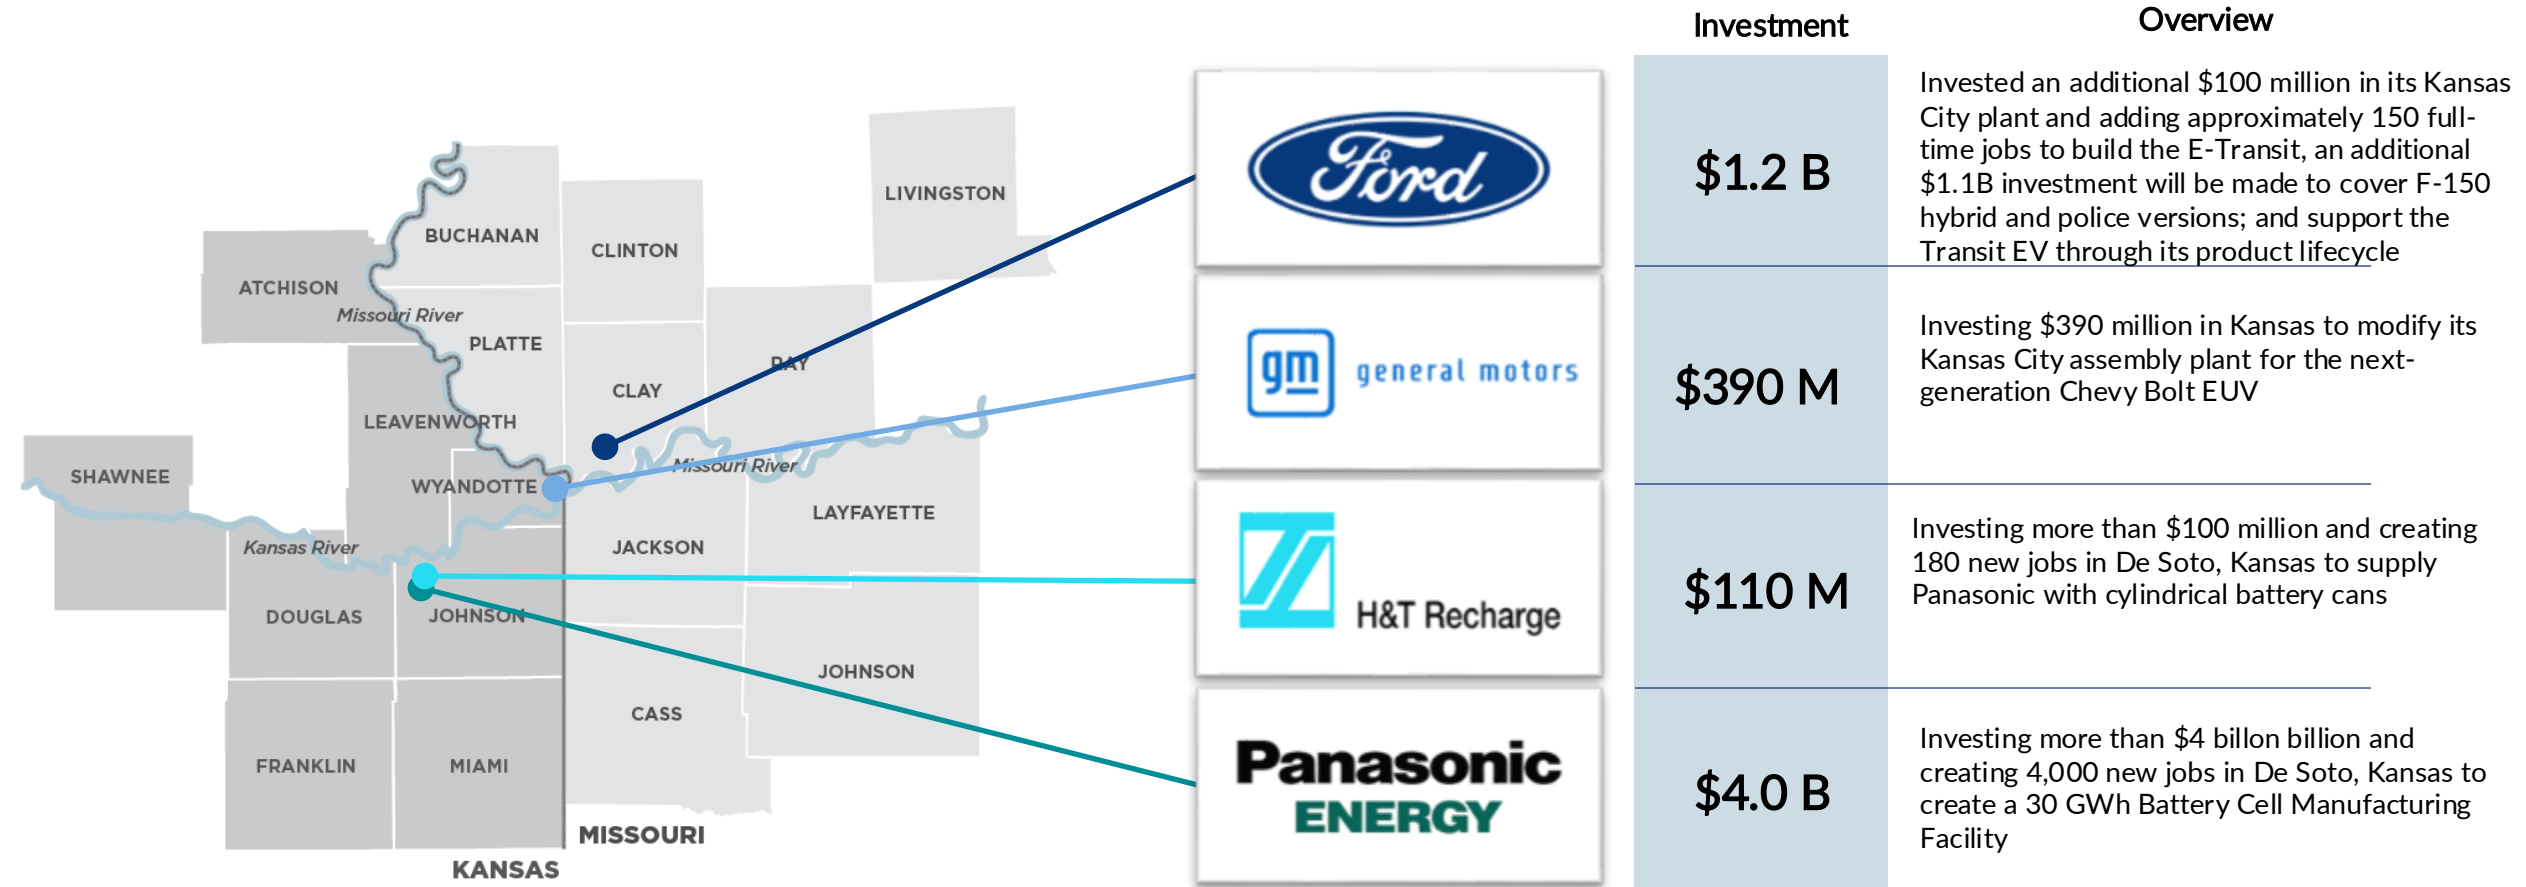 Investment
Overview
LIVINGSTON
BUCHANAN
CLINTON
ATCHISON
Missouri River
PLATTE
RAY
CLAY
LEAVENWORTH
Missouri River
SHAWNEE
WYANDOTTE
LAYFAYETTE
Kansas River
JACKSON
DOUGLAS
JOHNSON
JOHNSON
CASS
FRANKLIN
MIAMI
MISSOURI
KANSAS
Ford
$1.2 B
Invested an additional $100 million in its Kansas
City plant and adding approximately 150 full-
time jobs to build the E-Transit, an additional
$1.1B investment will be made to cover F-150
hybrid and police versions; and support the
Transit EV through its product lifecycle
gm general motors
$390 M
Investing $390 million in Kansas to modify its
Kansas City assembly plant for the next-
generation Chevy Bolt EUV
H&T Recharge
$110 M
Investing more than $100 million and creating
180 new jobs in De Soto, Kansas to supply
Panasonic with cylindrical battery cans
Panasonic
ENERGY
$4.0 B
Investing more than $4 billon billion and
creating 4,000 new jobs in De Soto, Kansas to
create a 30 GWh Battery Cell Manufacturing
Facility